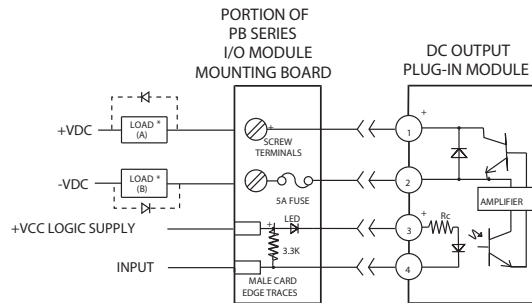 PORTION OF
PB SERIES
I/O MODULE
MOUNTING BOARD
DC OUTPUT
PLUG-IN MODULE
+VDC
LOAD *
(A)
+
SCREW
TERMINALS
1
+
-VDC
LOAD *
(B)
5A FUSE
2
AMPLIFIER
+VCC LOGIC SUPPLY
+
LED
3.3K
3
+
Rc
INPUT
MALE CARD
EDGE TRACES
4